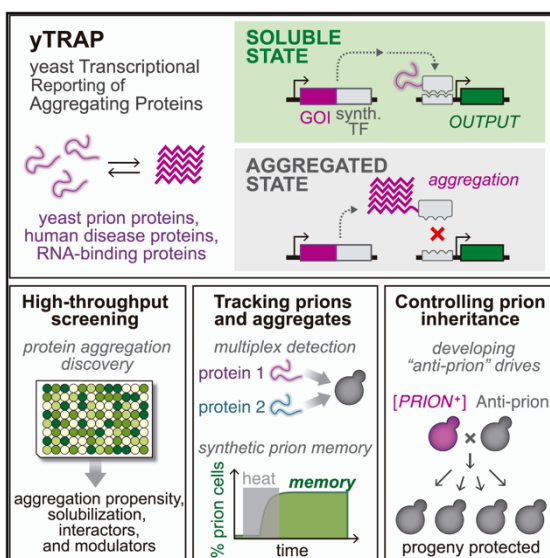 yTRAP
yeast Transcriptional
Reporting of
Aggregating Proteins
yeast prion proteins,
human disease proteins,
RNA-binding proteins
SOLUBLE
STATE
GOI
synth.
TF
OUTPUT
AGGREGATED
STATE
aggregation
High-throughput
screening
protein aggregation
discovery
aggregation propensity,
solubilization,
interactors,
and modulators
Tracking prions
and aggregates
multiplex detection
protein 1
protein 2
synthetic prion memory
% prion cells
heat
memory
time
Controlling prion
inheritance
developing
“anti-prion” drives
[PRION+]
Anti-prion
progeny protected